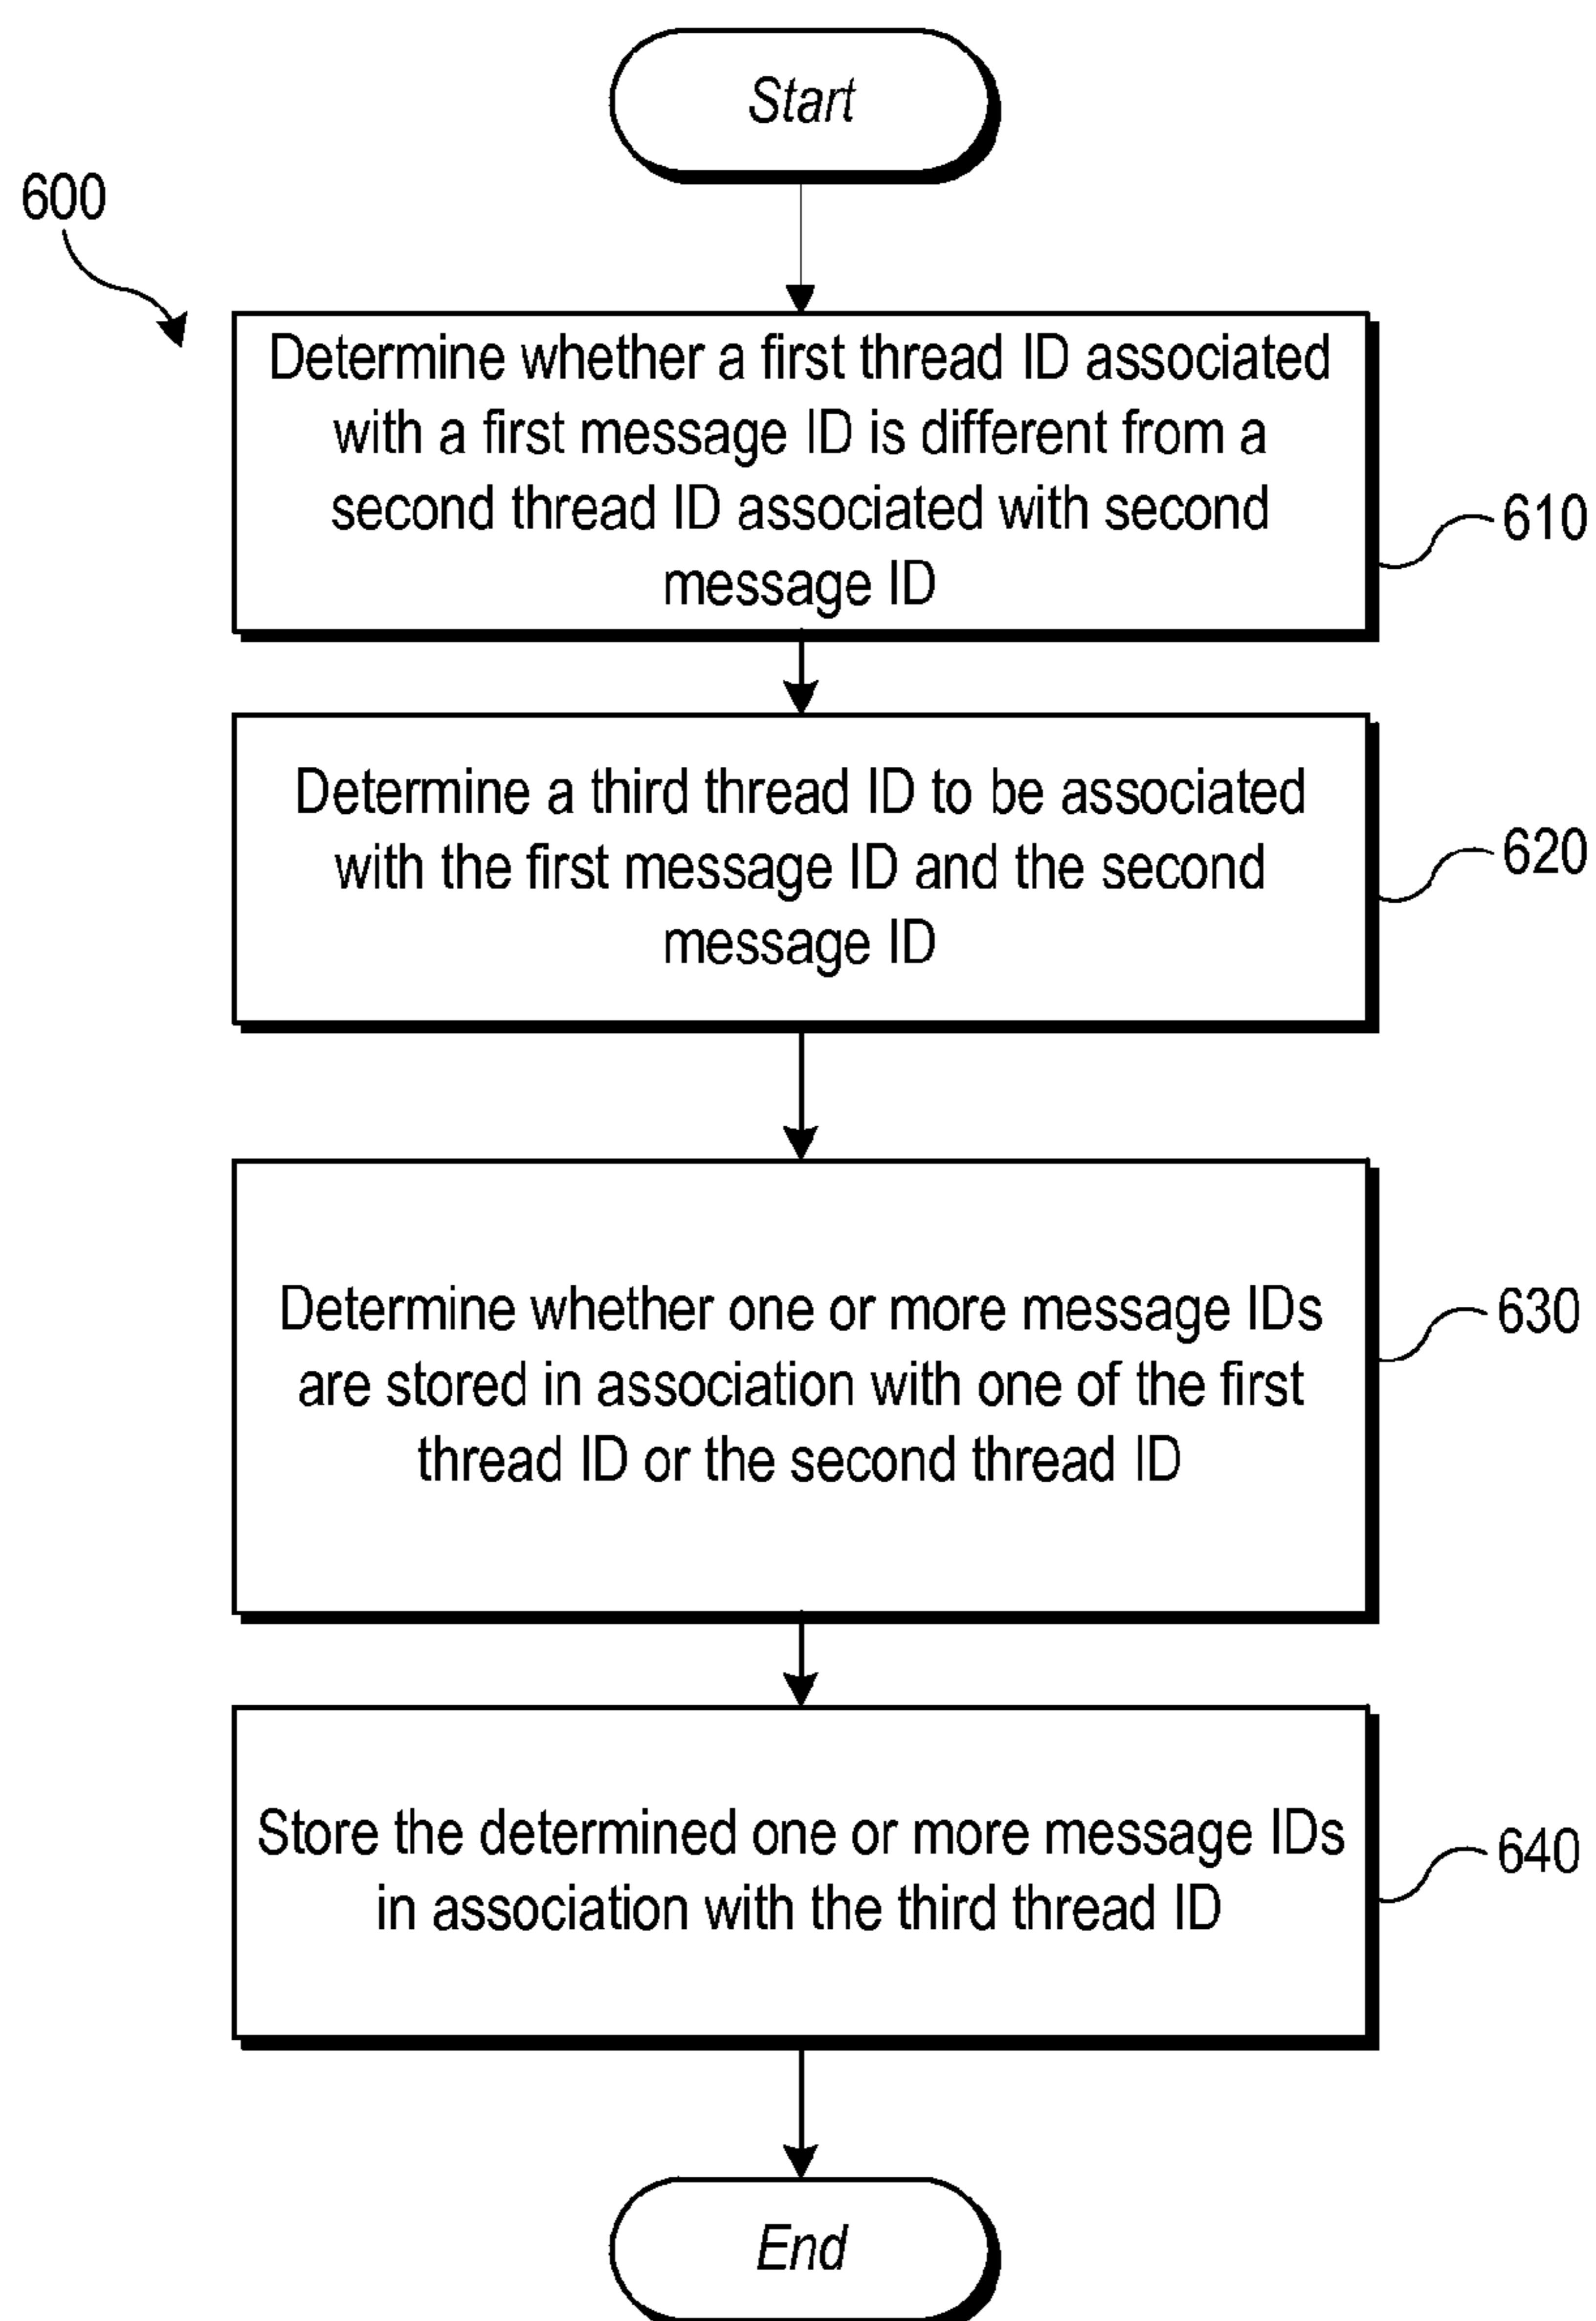 Start
600
Determine whether a first thread ID associated
with a first message ID is different from a
second thread ID associated with second
message ID
610
Determine a third thread ID to be associated
with the first message ID and the second
message ID
620
Determine whether one or more message IDs
are stored in association with one of the first
thread ID or the second thread ID
630
Store the determined one or more message IDs
in association with the third thread ID
640
End